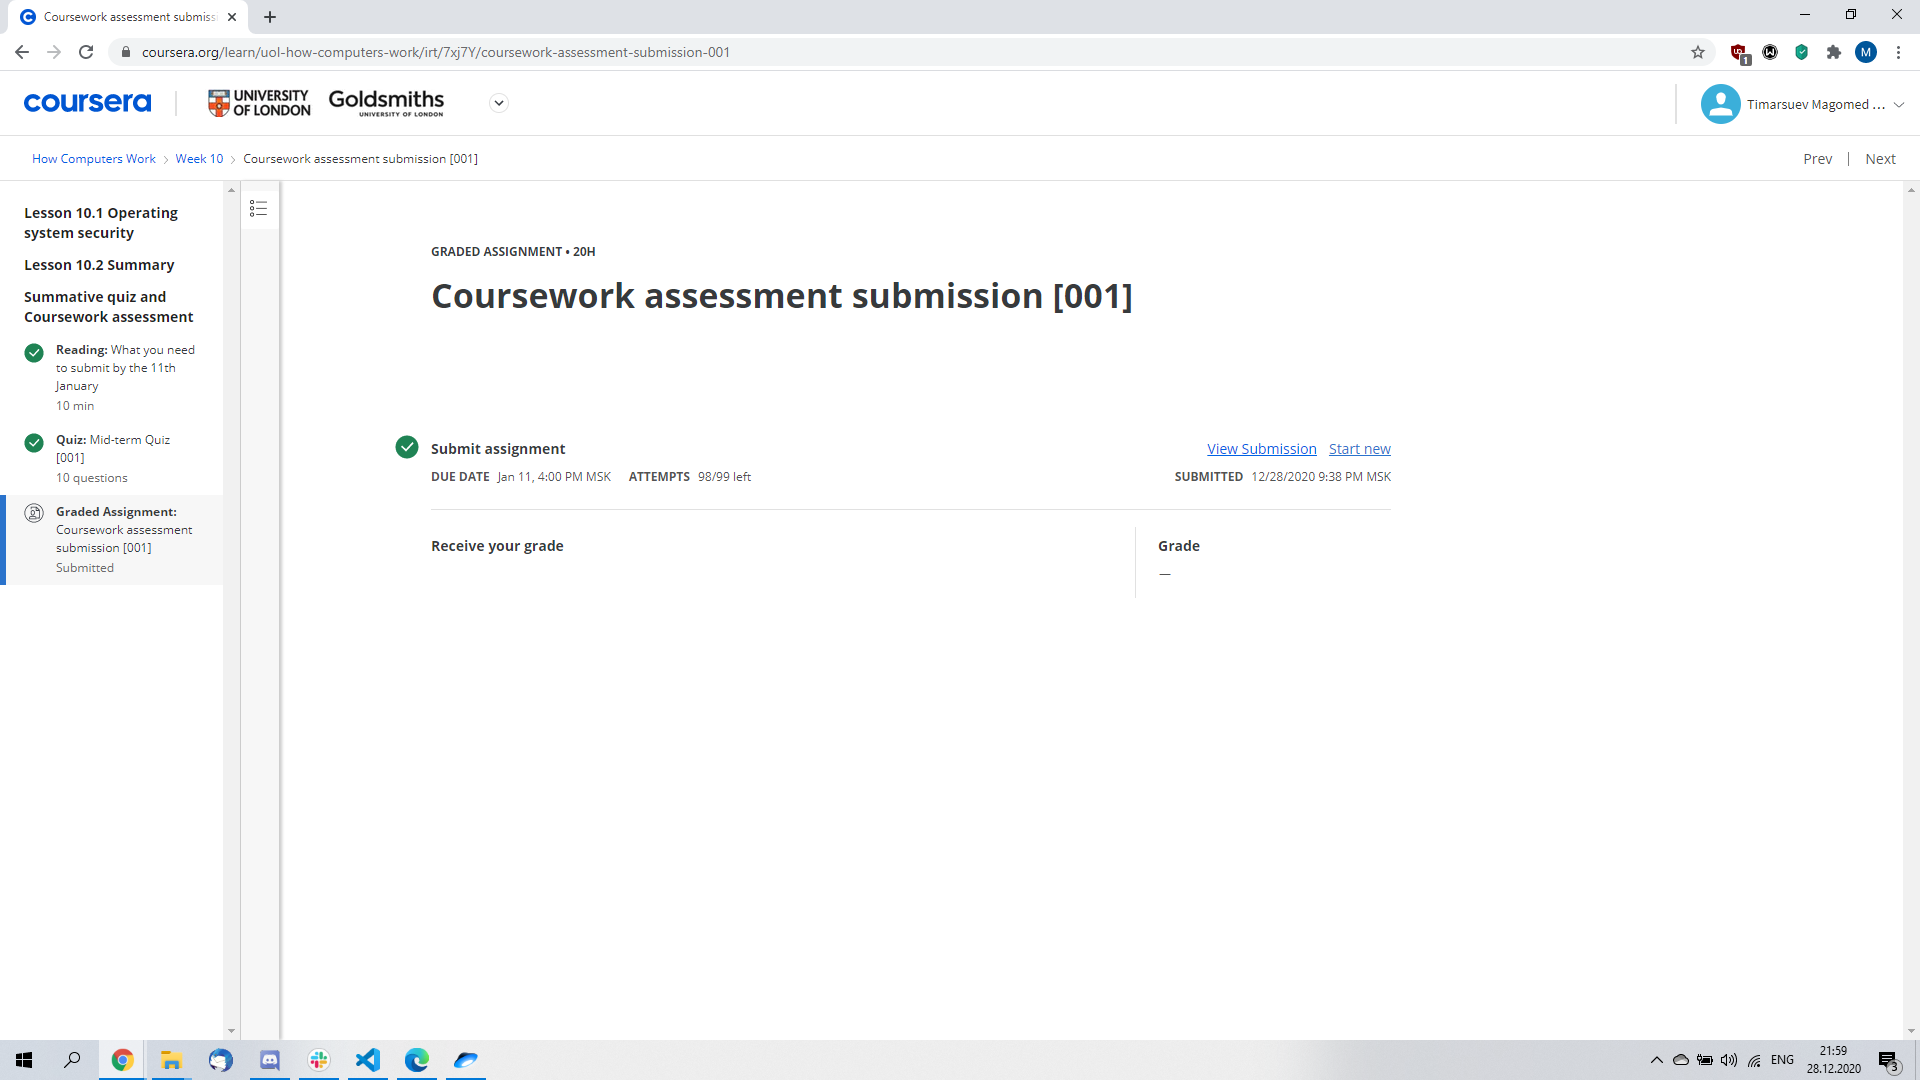 Coursework assessment submiss
coursera.org/learn/uol-how-computers-work/irt/7xj7Y/coursework-assessment-submission-001
1
M
coursera
UNIVERSITY
OF LONDON
Goldsmiths
UNIVERSITY OF LONDON
Timarsuev Magomed ...
How Computers Work
Week 10
Coursework assessment submission [001]
Prev
Next
Lesson 10.1 Operating
system security
Lesson 10.2 Summary
Summative quiz and
Coursework assessment
Reading: What you need
to submit by the 11th
January
10 min
Quiz: Mid-term Quiz
[001]
10 questions
Graded Assignment:
Coursework assessment
submission [001]
Submitted
GRADED ASSIGNMENT • 20H
Coursework assessment submission [001]
Submit assignment
View Submission Start new
DUE DATE Jan 11, 4:00 PM MSK ATTEMPTS 98/99 left
SUBMITTED 12/28/2020 9:38 PM MSK
Receive your grade
Grade
—
ENG
21:59
28.12.2020
3